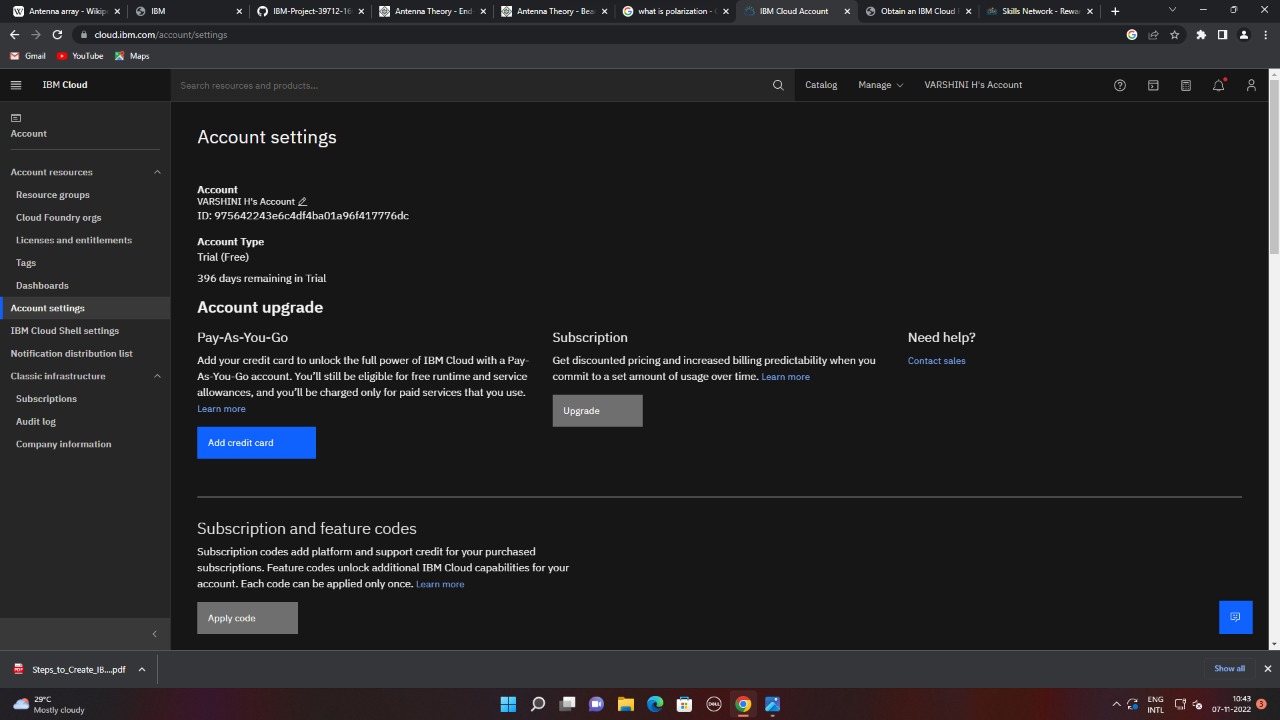 Antenna array - Wikip
IBM
IBM-Project-39712-16
Antenna Theory - End
Antenna Theory - Bea
what is polarization - G
IBM Cloud Account
Obtain an IBM Cloud F
Skills Network - Rewar
cloud.ibm.com/account/settings
Gmail
YouTube
Maps
IBM Cloud
Search resources and products...
Catalog
Manage
VARSHINI H's Account
Account
Account resources
Resource groups
Cloud Foundry orgs
Licenses and entitlements
Tags
Dashboards
Account settings
IBM Cloud Shell settings
Notification distribution list
Classic infrastructure
Subscriptions
Audit log
Company information
Account settings
Account
VARSHINI H's Account
ID: 975642243e6c4df4ba01a96f417776dc
Account Type
Trial (Free)
396 days remaining in Trial
Account upgrade
Pay-As-You-Go
Add your credit card to unlock the full power of IBM Cloud with a Pay-
As-You-Go account. You’ll still be eligible for free runtime and service
allowances, and you’ll be charged only for paid services that you use.
Learn more
Add credit card
Subscription
Get discounted pricing and increased billing predictability when you
commit to a set amount of usage over time. Learn more
Upgrade
Need help?
Contact sales
Subscription and feature codes
Subscription codes add platform and support credit for your purchased
subscriptions. Feature codes unlock additional IBM Cloud capabilities for your
account. Each code can be applied only once. Learn more
Apply code
Steps_to_Create_IB....pdf
Show all
29°C
Mostly cloudy
DELL
ENG
INTL
10:43
07-11-2022
3